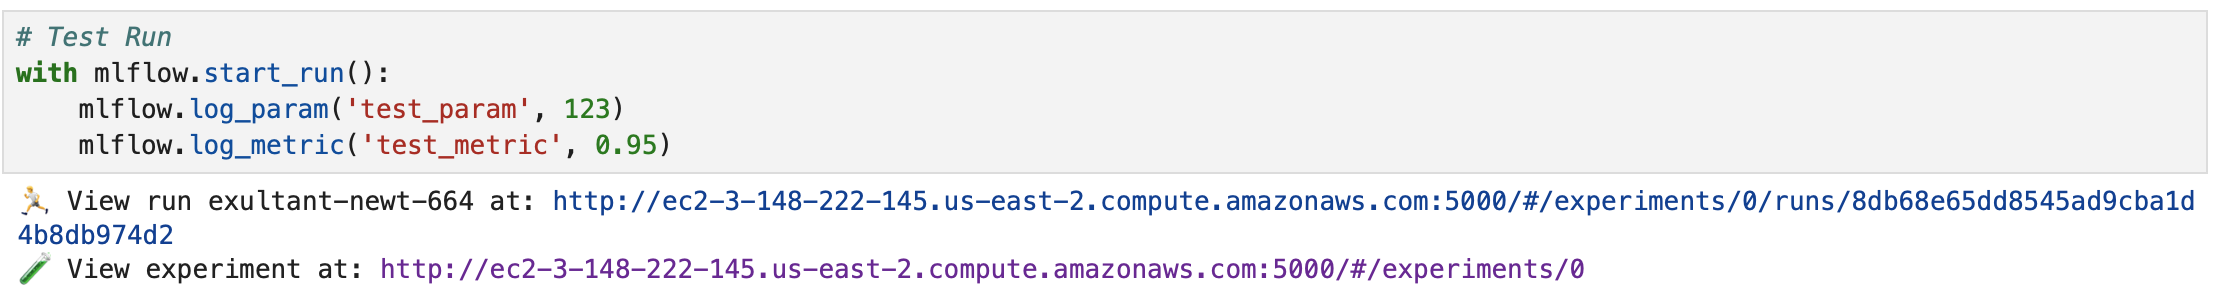 # Test Run
with mlflow.start_run():
    mlflow.log_param('test_param', 123)
    mlflow.log_metric('test_metric', 0.95)
🏃 View run exultant-newt-664 at: http://ec2-3-148-222-145.us-east-2.compute.amazonaws.com:5000/#/experiments/0/runs/8db68e65dd8545ad9cba1d
4b8db974d2
🧪 View experiment at: http://ec2-3-148-222-145.us-east-2.compute.amazonaws.com:5000/#/experiments/0